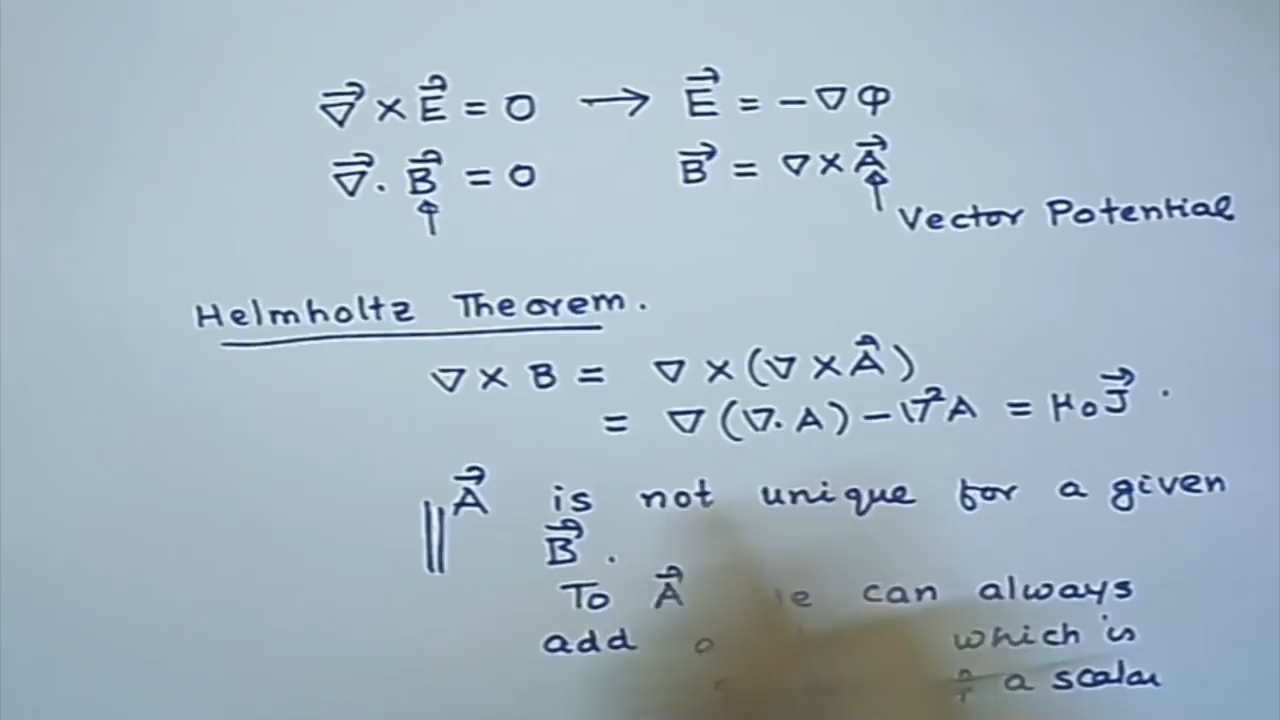 ∇⃗ × E⃗ = 0 → E⃗ = -∇φ
∇⃗ · B⃗ = 0 B⃗ = ∇ × A⃗
↑ ↑ Vector Potential
Helmholtz Theorem.
∇ × B = ∇ × (∇ × A⃗)
= ∇(∇·A) - ∇²A = μ₀J⃗.
A⃗ is not unique for a given
B⃗.
To A⃗ can always
add which is
a scalar